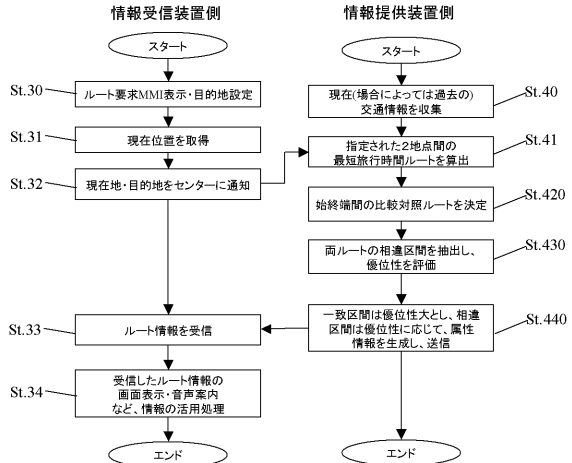 情報受信装置側
スタート
St.30
ルート要求MMI表示・目的地設定
St.31
現在位置を取得
St.32
現在地・目的地をセンターに通知
St.33
ルート情報を受信
St.34
受信したルート情報の
画面表示・音声案内
など、情報の活用処理
エンド
情報提供装置側
スタート
St.40
現在(場合によっては過去の)
交通情報を収集
St.41
指定された2地点間の
最短旅行時間ルートを算出
St.420
始終端間の比較対照ルートを決定
St.430
両ルートの相違区間を抽出し、
優位性を評価
St.440
一致区間は優位性大とし、相違
区間は優位性に応じて、属性
情報を生成し、送信
エンド